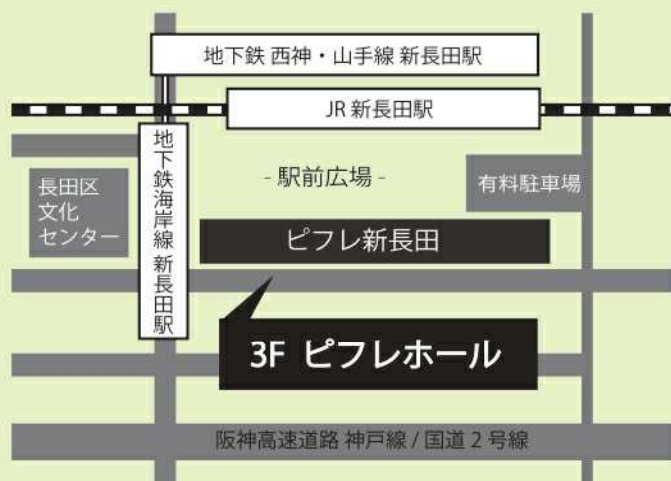 地下鉄 西神・山手線 新長田駅
JR 新長田駅
地下鉄海岸線 新長田駅
- 駅前広場 -
有料駐車場
長田区
文化
センター
ピフレ新長田
3F ピフレホール
阪神高速道路 神戸線 / 国道 2 号線